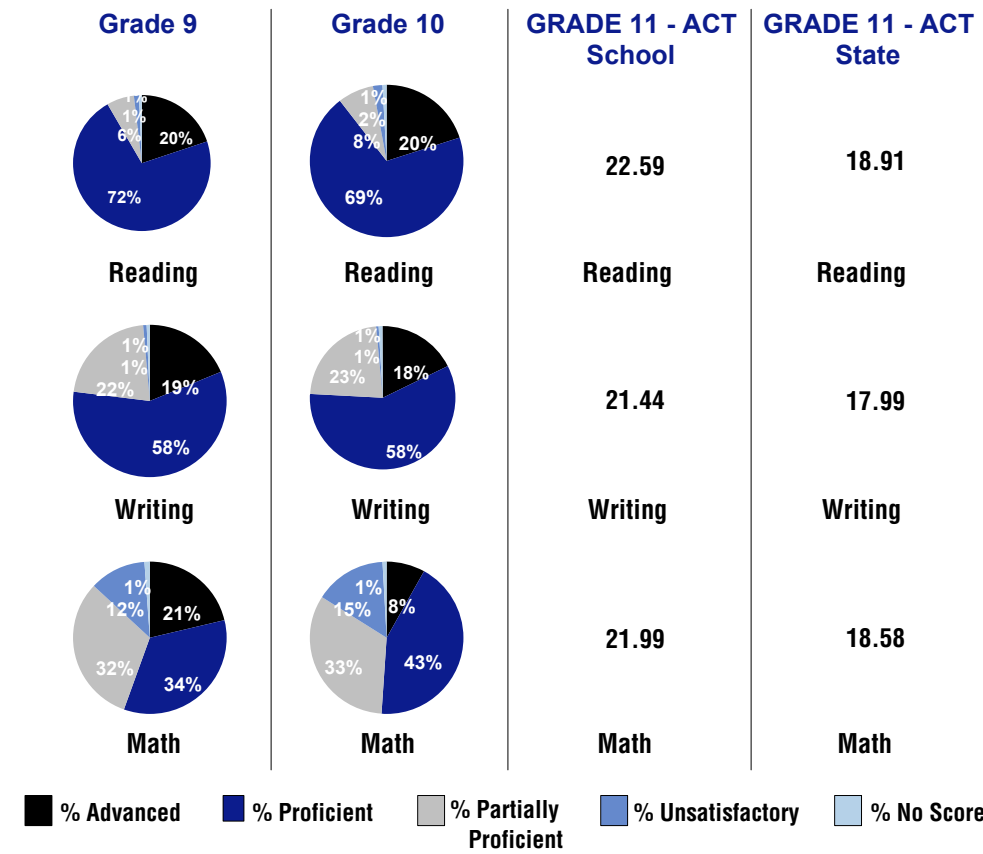 Grade 9
Grade 10
GRADE 11 - ACT
School
GRADE 11 - ACT
State
1%
1%
6%
20%
72%
1%
2%
8%
20%
69%
22.59
18.91
Reading
Reading
Reading
Reading
1%
1%
22%
19%
58%
1%
1%
23%
18%
58%
21.44
17.99
Writing
Writing
Writing
Writing
1%
12%
21%
32%
34%
1%
15%
8%
33%
43%
21.99
18.58
Math
Math
Math
Math
% Advanced
% Proficient
% Partially
Proficient
% Unsatisfactory
% No Score